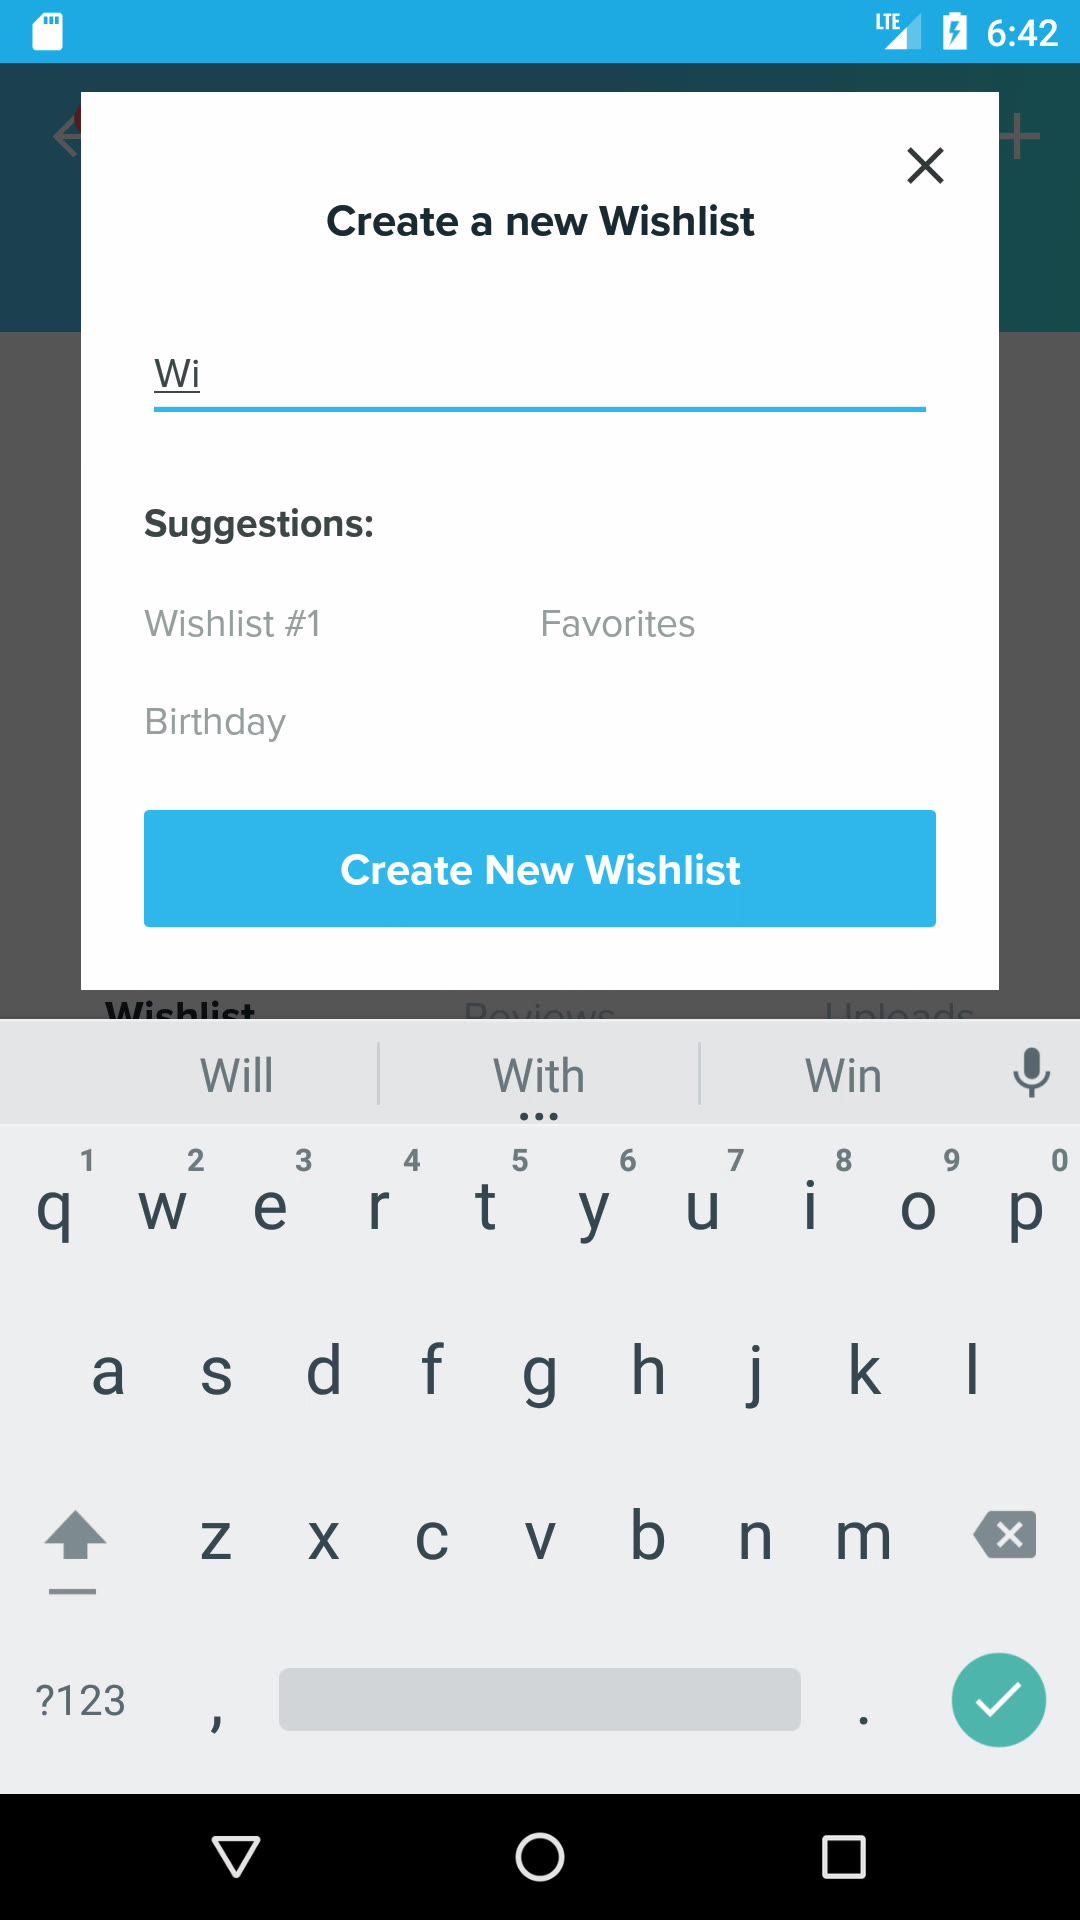 LTE 6:42
Create a new Wishlist
Wi
Suggestions:
Wishlist #1 Favorites
Birthday
Create New Wishlist
Wishlist Reviews Uploads
Will With Win
1 2 3 4 5 6 7 8 9 0
q w e r t y u i o p
a s d f g h j k l
z x c v b n m
?123 , .